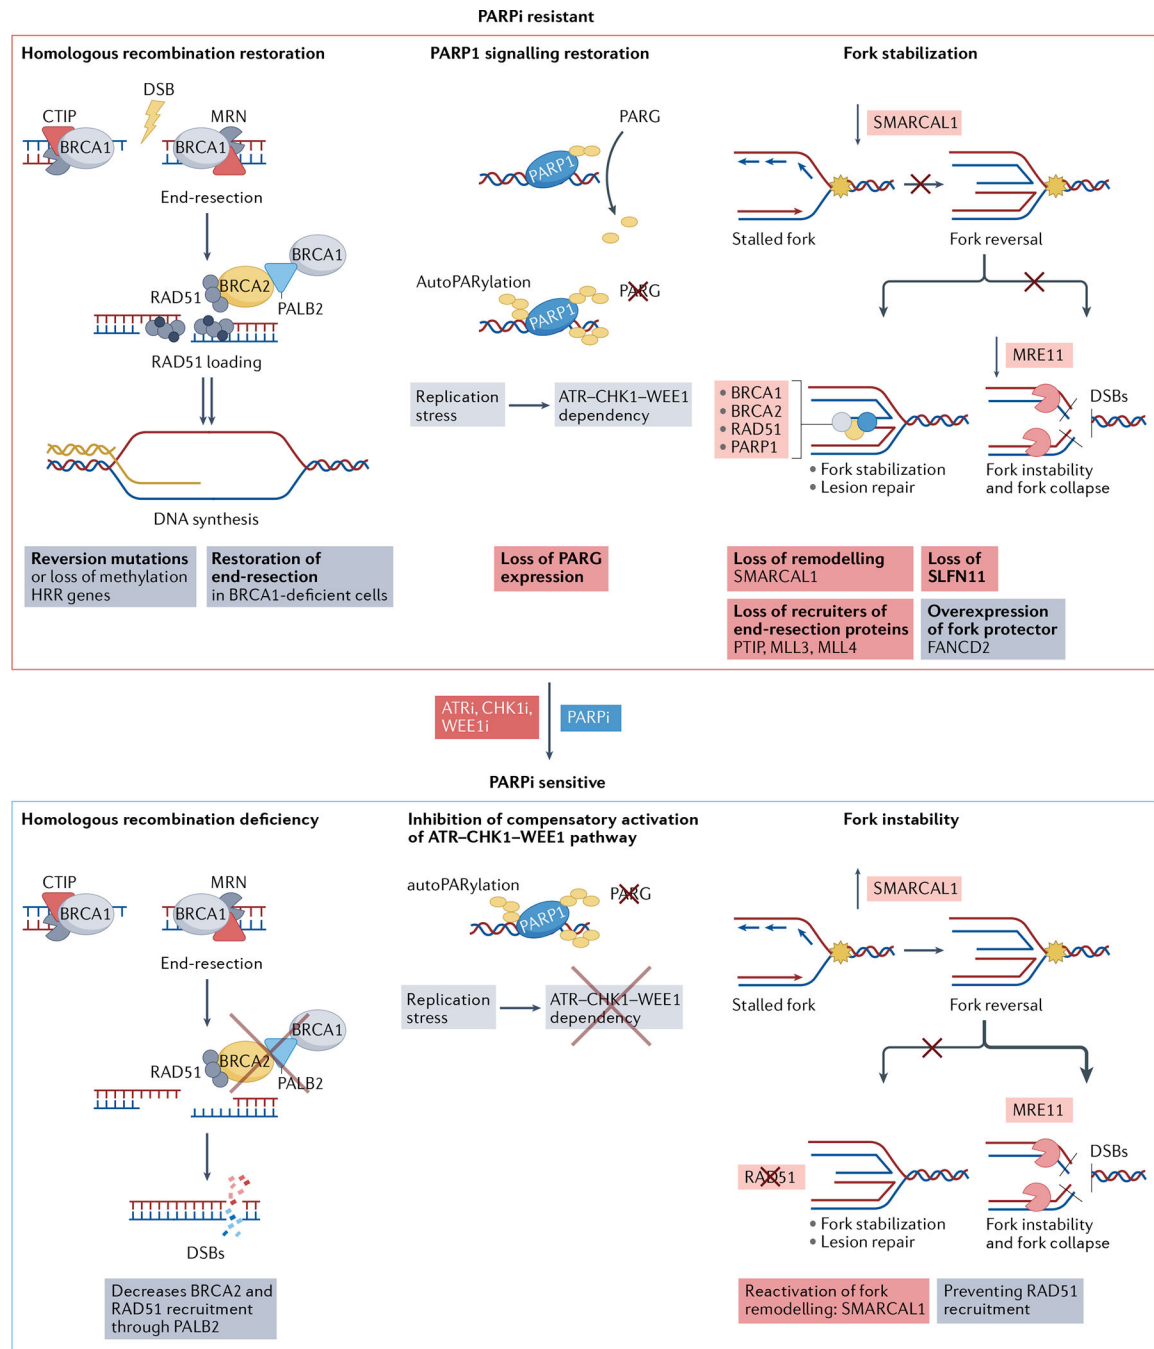 PARPi resistant
Homologous recombination restoration
DSB
CTIP
MRN
BRCA1
BRCA1
End-resection
BRCA1
BRCA2
RAD51
PALB2
RAD51 loading
DNA synthesis
Reversion mutations
or loss of methylation
HRR genes
Restoration of
end-resection
in BRCA1-deficient cells
PARP1 signalling restoration
PARG
PARP1
AutoPARylation
PARG
PARP1
Replication
stress
ATR–CHK1–WEE1
dependency
Loss of PARG
expression
Fork stabilization
SMARCAL1
Stalled fork
Fork reversal
MRE11
• BRCA1
• BRCA2
• RAD51
• PARP1
DSBs
• Fork stabilization
• Lesion repair
Fork instability
and fork collapse
Loss of remodelling
SMARCAL1
Loss of
SLFN11
Loss of recruiters of
end-resection proteins
PTIP, MLL3, MLL4
Overexpression
of fork protector
FANCD2
ATRi, CHK1i,
WEE1i
PARPi
PARPi sensitive
Homologous recombination deficiency
CTIP
MRN
BRCA1
BRCA1
End-resection
BRCA1
BRCA2
RAD51
PALB2
DSBs
Decreases BRCA2 and
RAD51 recruitment
through PALB2
Inhibition of compensatory activation
of ATR–CHK1–WEE1 pathway
autoPARylation
PARG
PARP1
Replication
stress
ATR–CHK1–WEE1
dependency
Fork instability
SMARCAL1
Stalled fork
Fork reversal
MRE11
DSBs
RAD51
• Fork stabilization
• Lesion repair
Fork instability
and fork collapse
Reactivation of fork
remodelling: SMARCAL1
Preventing RAD51
recruitment